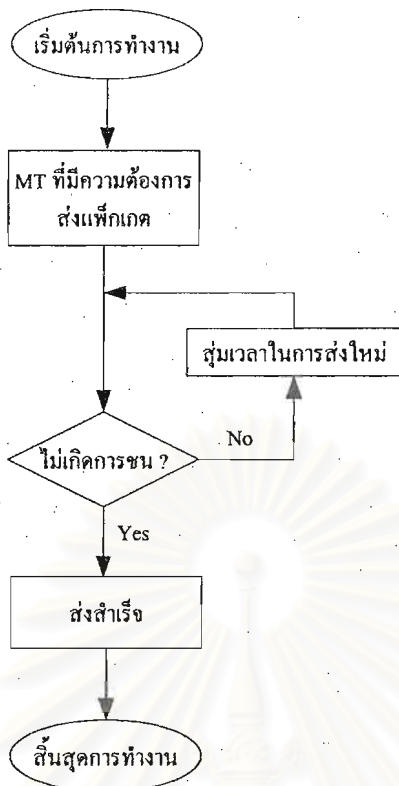 เริ่มต้นการทำงาน
MT ที่มีความต้องการ
ส่งแพ็กเกต
สุ่มเวลาในการส่งใหม่
ไม่เกิดการชน ?
No
Yes
ส่งสำเร็จ
สิ้นสุดการทำงาน